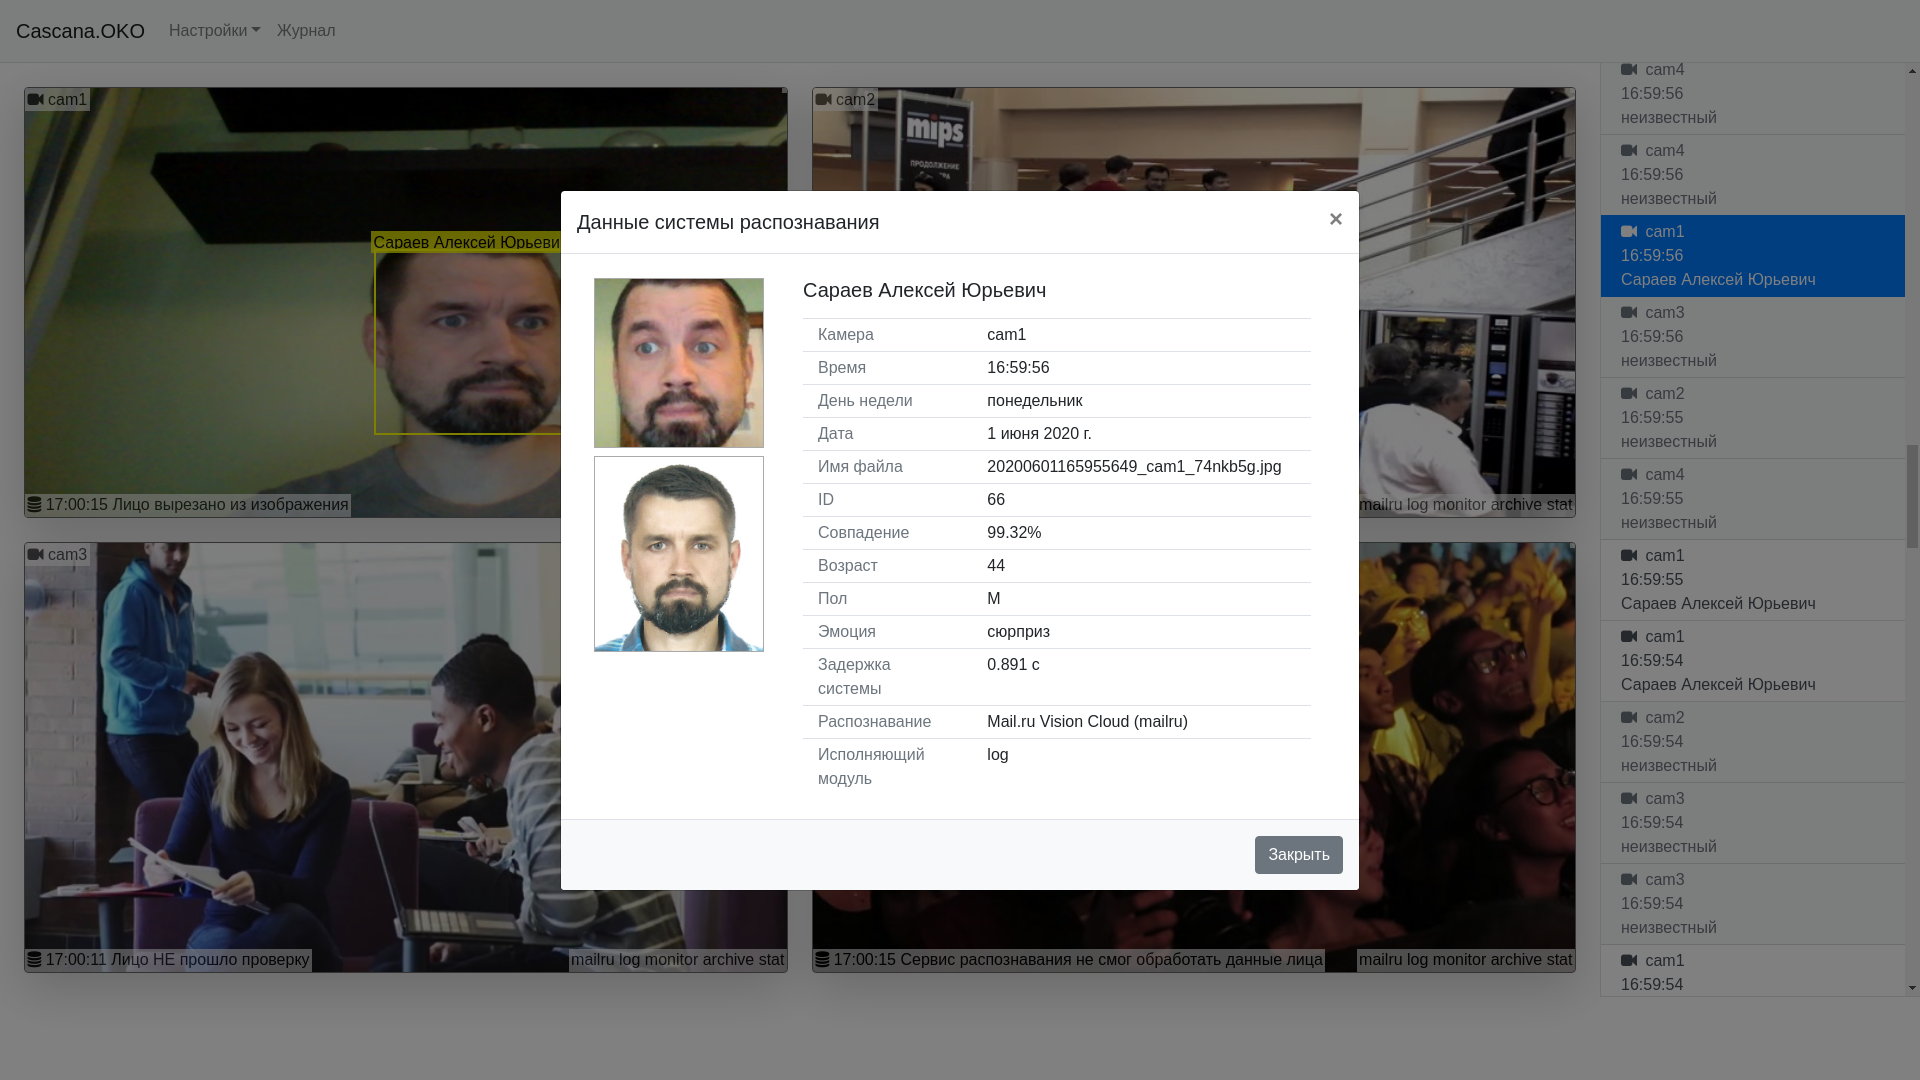 Cascana.OKO
Настройки
Журнал
cam1
Сараев Алексей Юрьеви
17:00:15 Лицо вырезано из изображения
cam2
mips
ПРОДОЛЖЕНИЕ
mailru log monitor archive stat
cam3
17:00:11 Лицо НЕ прошло проверку
mailru log monitor archive stat
17:00:15 Сервис распознавания не смог обработать данные лица
mailru log monitor archive stat
Данные системы распознавания
×
Сараев Алексей Юрьевич
Камера cam1
Время 16:59:56
День недели понедельник
Дата 1 июня 2020 г.
Имя файла 20200601165955649_cam1_74nkb5g.jpg
ID 66
Совпадение 99.32%
Возраст 44
Пол М
Эмоция сюрприз
Задержка 0.891 с
системы
Распознавание Mail.ru Vision Cloud (mailru)
Исполняющий log
модуль
Закрыть
cam4
16:59:56
неизвестный
cam4
16:59:56
неизвестный
cam1
16:59:56
Сараев Алексей Юрьевич
cam3
16:59:56
неизвестный
cam2
16:59:55
неизвестный
cam4
16:59:55
неизвестный
cam1
16:59:55
Сараев Алексей Юрьевич
cam1
16:59:54
Сараев Алексей Юрьевич
cam2
16:59:54
неизвестный
cam3
16:59:54
неизвестный
cam3
16:59:54
неизвестный
cam1
16:59:54